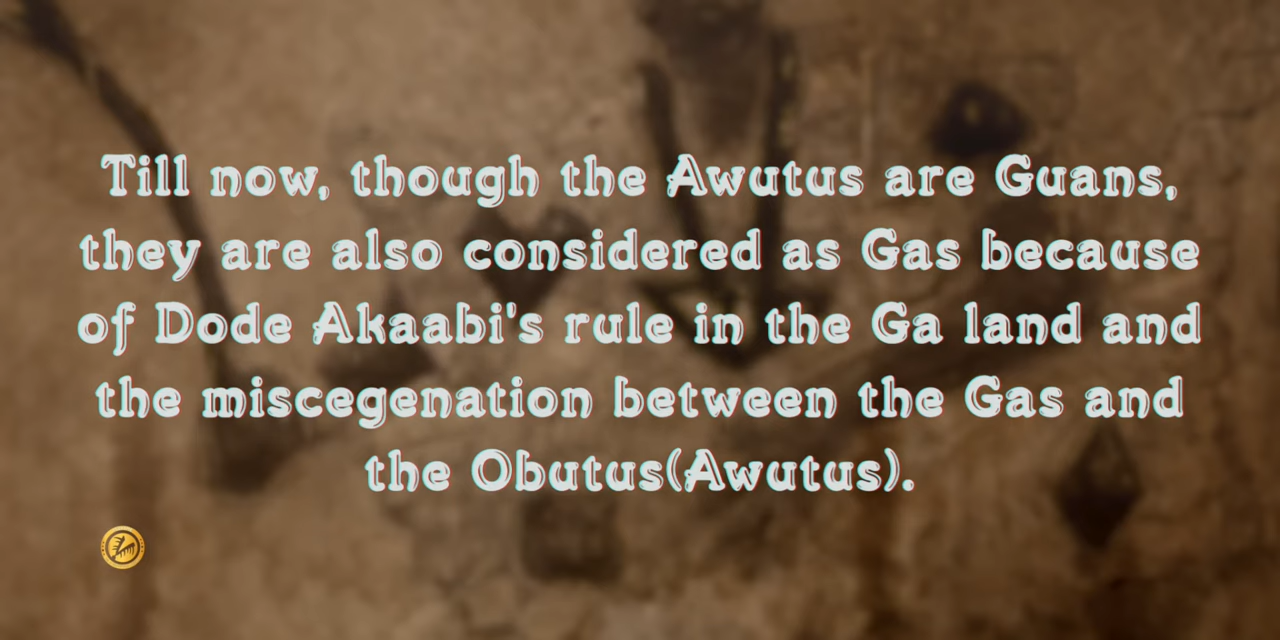 Till now, though the Awutus are Guans,
they are also considered as Gas because
of Dode Akaabi's rule in the Ga land and
the miscegenation between the Gas and
the Obutus(Awutus).